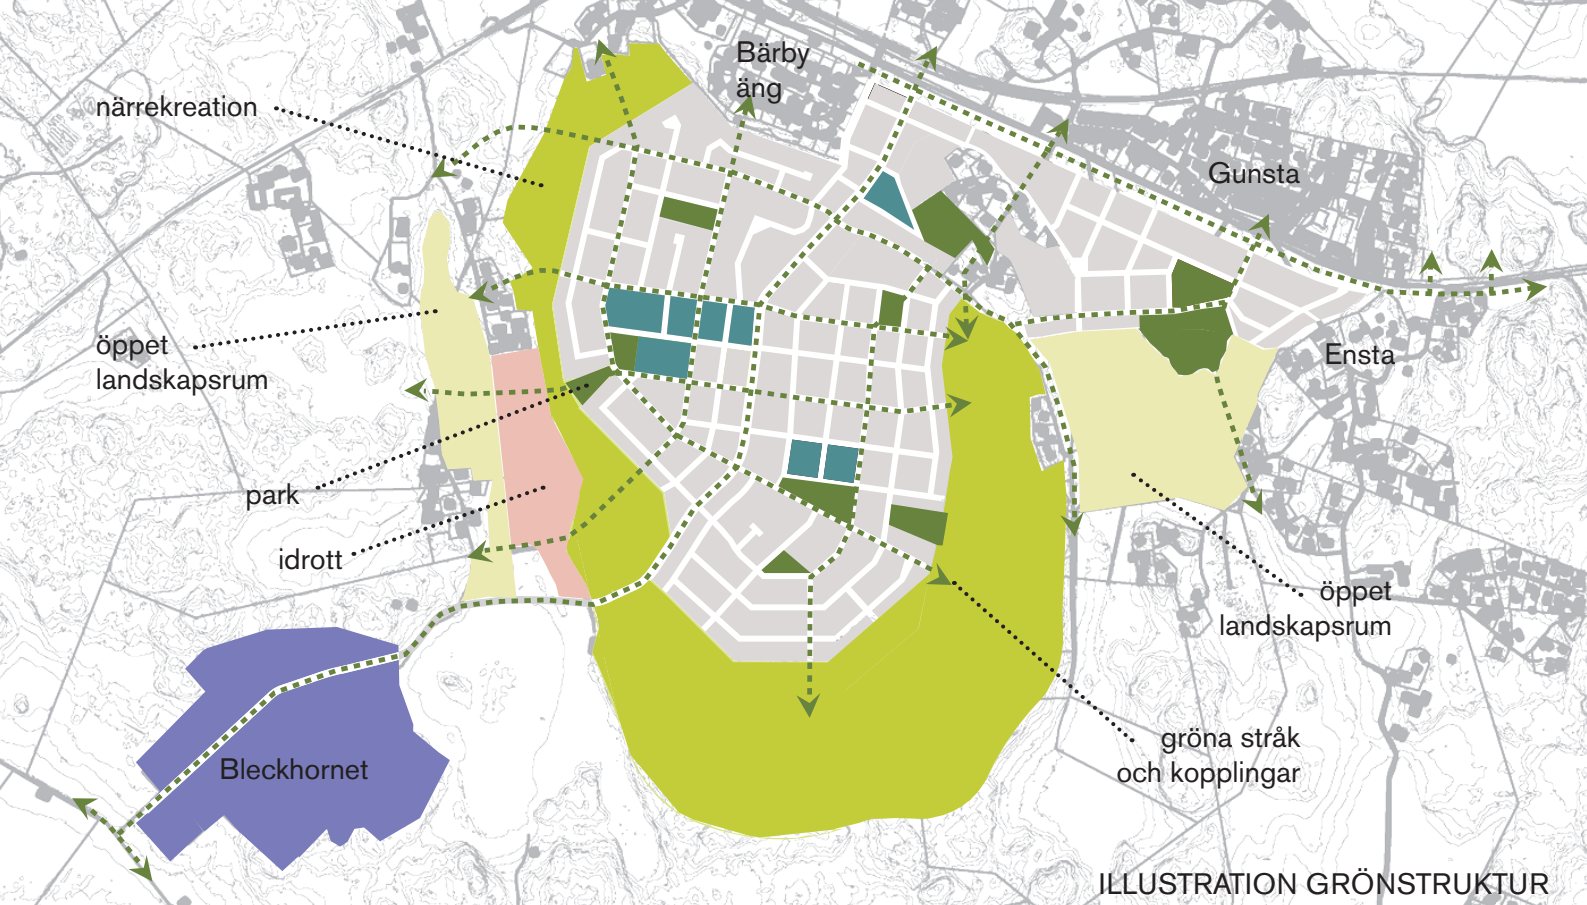 Bärby
äng
närrekreation
Gunsta
öppet
landskapsrum
Ensta
park
idrott
öppet
landskapsrum
gröna stråk
och kopplingar
Bleckhornet
ILLUSTRATION GRÖNSTRUKTUR